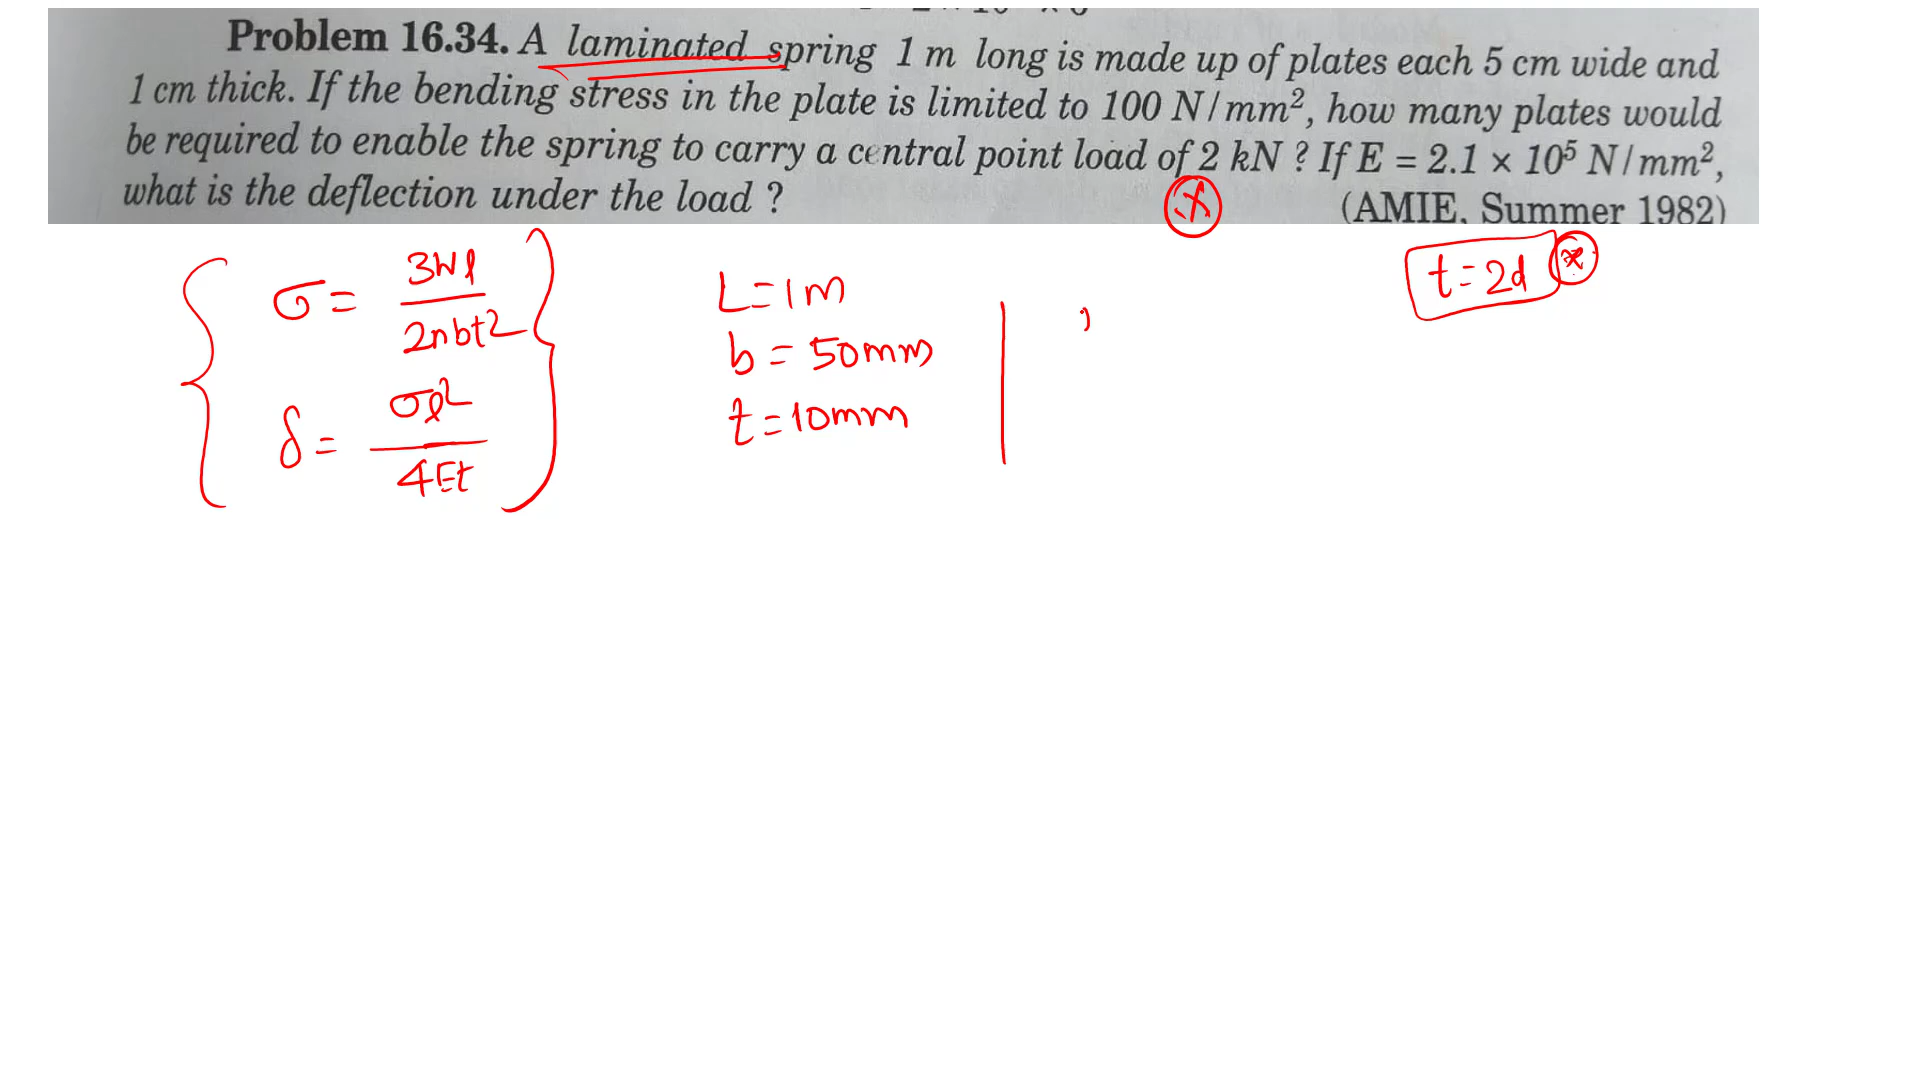 Problem 16.34. A laminated spring 1 m long is made up of plates each 5 cm wide and
1 cm thick. If the bending stress in the plate is limited to 100 N/mm², how many plates would
be required to enable the spring to carry a central point load of 2 kN ? If E = 2.1 × 10⁵ N/mm²,
what is the deflection under the load ?
(AMIE, Summer 1982)
t=2d
σ = 3Wl / 2nbt²
L=1m
b = 50mm
t=10mm
δ = σl² / 4Et